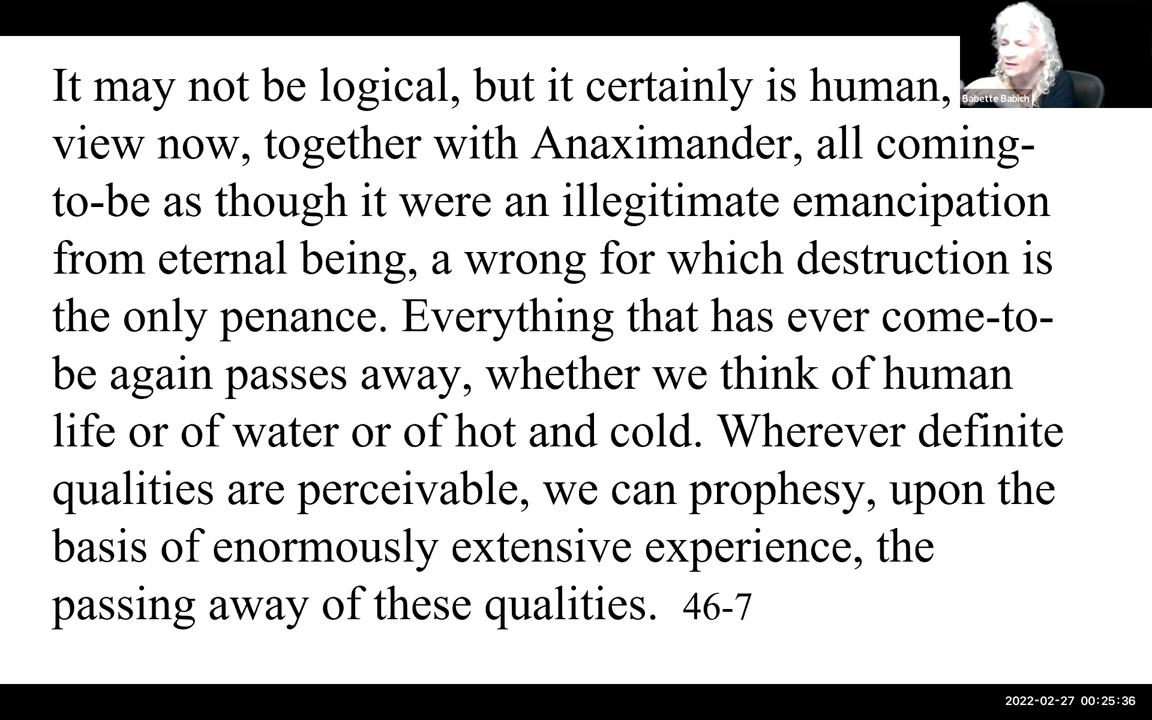 It may not be logical, but it certainly is human,
Babette Babich
view now, together with Anaximander, all coming-
to-be as though it were an illegitimate emancipation
from eternal being, a wrong for which destruction is
the only penance. Everything that has ever come-to-
be again passes away, whether we think of human
life or of water or of hot and cold. Wherever definite
qualities are perceivable, we can prophesy, upon the
basis of enormously extensive experience, the
passing away of these qualities. 46-7
2022-02-27 00:25:36